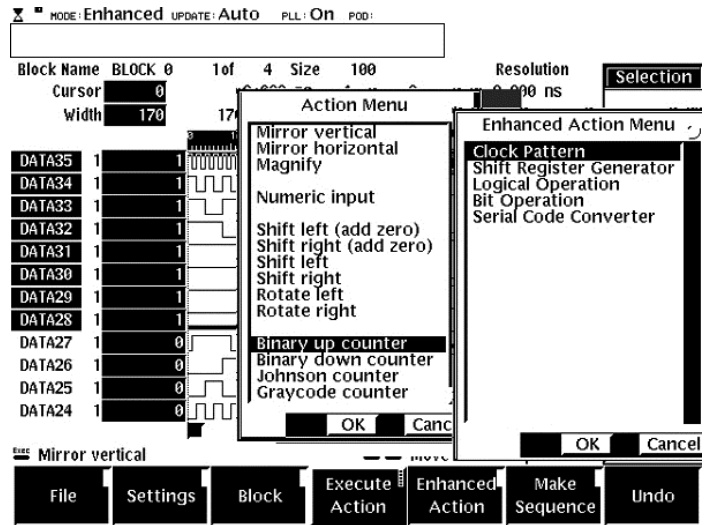 MODE: Enhanced UPDATE: Auto PLL: On POD:
Block Name BLOCK 0 1of 4 Size 100 Resolution
Cursor 0 ns
Width 170
Selection
Action Menu
Mirror vertical
Mirror horizontal
Magnify
Numeric input
Shift left (add zero)
Shift right (add zero)
Shift left
Shift right
Rotate left
Rotate right
Binary up counter
Binary down counter
Johnson counter
Graycode counter
OK Canc
Enhanced Action Menu
Clock Pattern
Shift Register Generator
Logical Operation
Bit Operation
Serial Code Converter
OK Cancel
DATA35 1 1
DATA34 1 1
DATA33 1 1
DATA32 1 1
DATA31 1 1
DATA30 1 1
DATA29 1 1
DATA28 1 1
DATA27 1 0
DATA26 1 0
DATA25 1 0
DATA24 1 0
Exec Mirror vertical
File
Settings
Block
Execute
Action
Enhanced
Action
Make
Sequence
Undo